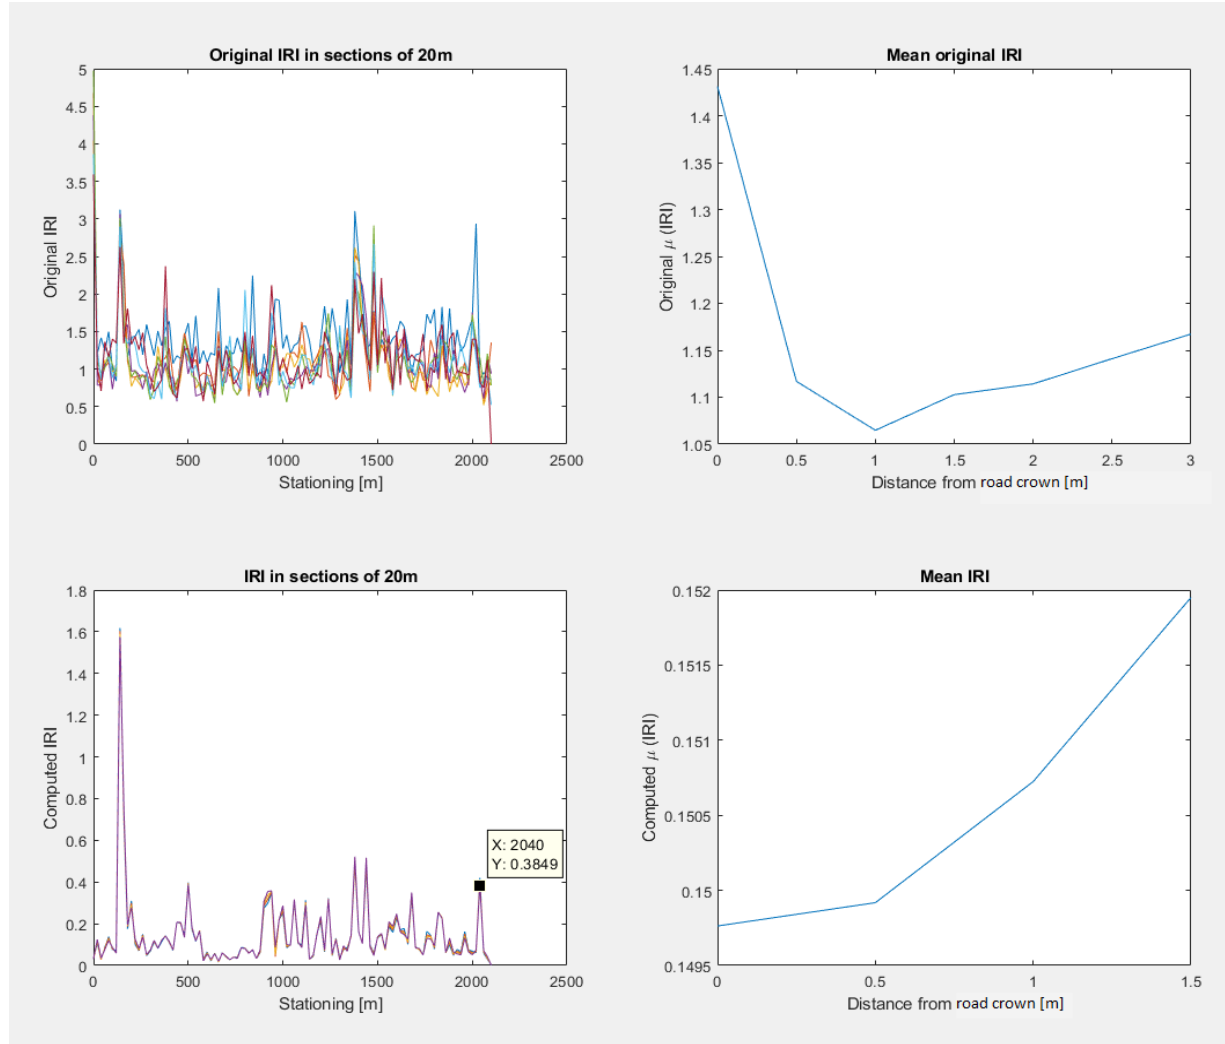 Original IRI in sections of 20m
5
4.5
4
3.5
3
2.5
2
1.5
1
0.5
0
Original IRI
0 500 1000 1500 2000 2500
Stationing [m]
Mean original IRI
1.45
1.4
1.35
1.3
1.25
1.2
1.15
1.1
1.05
Original μ (IRI)
0 0.5 1 1.5 2 2.5 3
Distance from road crown [m]
IRI in sections of 20m
1.8
1.6
1.4
1.2
1
0.8
0.6
0.4
0.2
0
Computed IRI
X: 2040
Y: 0.3849
0 500 1000 1500 2000 2500
Stationing [m]
Mean IRI
0.152
0.1515
0.151
0.1505
0.15
0.1495
Computed μ (IRI)
0 0.5 1 1.5
Distance from road crown [m]